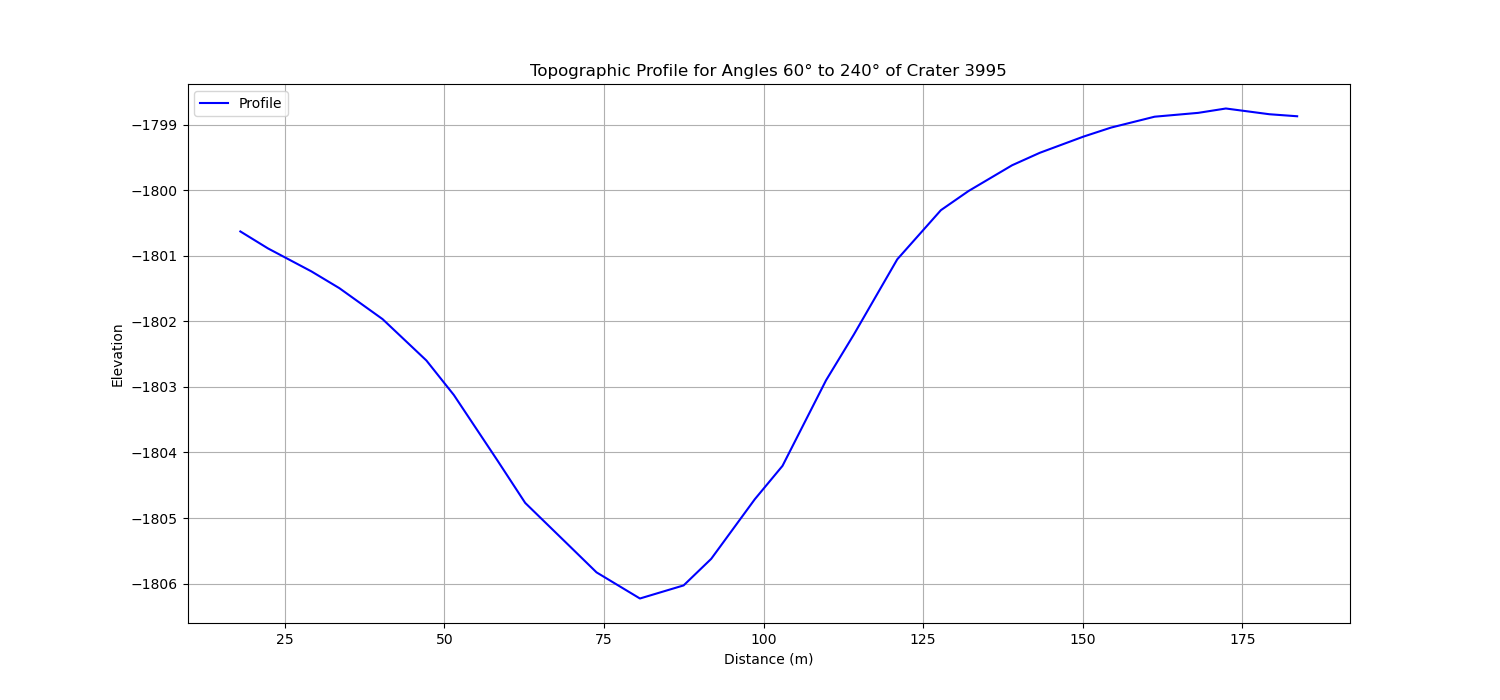 Topographic Profile for Angles 60° to 240° of Crater 3995
Profile
−1799
−1800
−1801
−1802
−1803
−1804
−1805
−1806
Elevation
25 50 75 100 125 150 175
Distance (m)